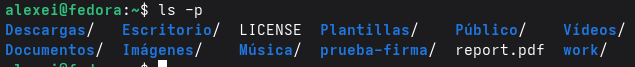 alexei@fedora:~$ ls -p
Descargas/ Escritorio/ LICENSE Plantillas/ Público/ Vídeos/
Documentos/ Imágenes/ Música/ prueba-firma/ report.pdf work/